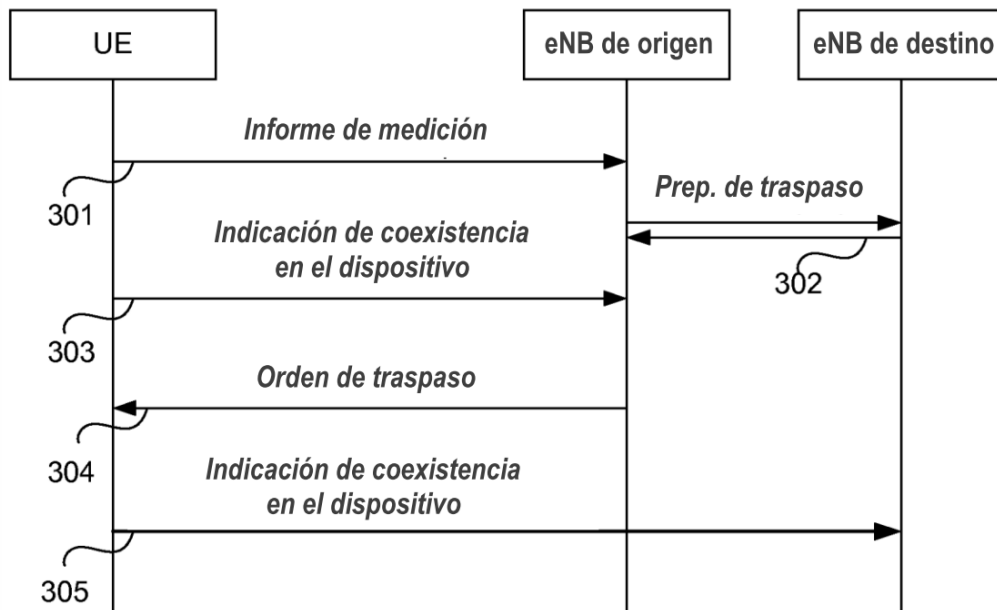 UE
eNB de origen
eNB de destino
Informe de medición
301
Prep. de traspaso
Indicación de coexistencia
en el dispositivo
302
303
Orden de traspaso
304
Indicación de coexistencia
en el dispositivo
305